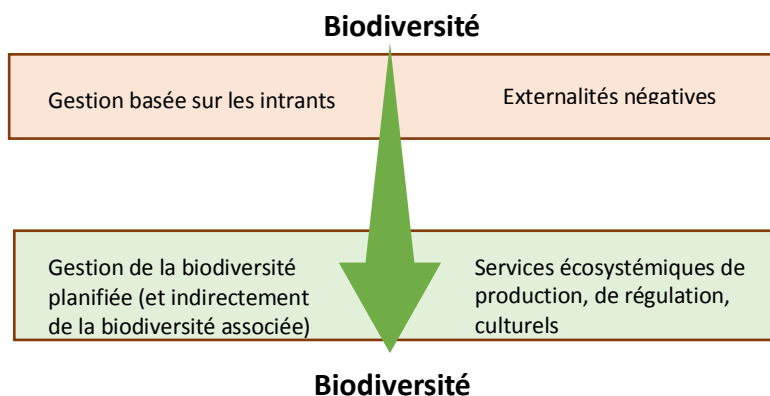 Biodiversité
Gestion basée sur les intrants
Externalités négatives
Gestion de la biodiversité
planifiée (et indirectement
de la biodiversité associée)
Services écosystémiques de
production, de régulation,
culturels
Biodiversité